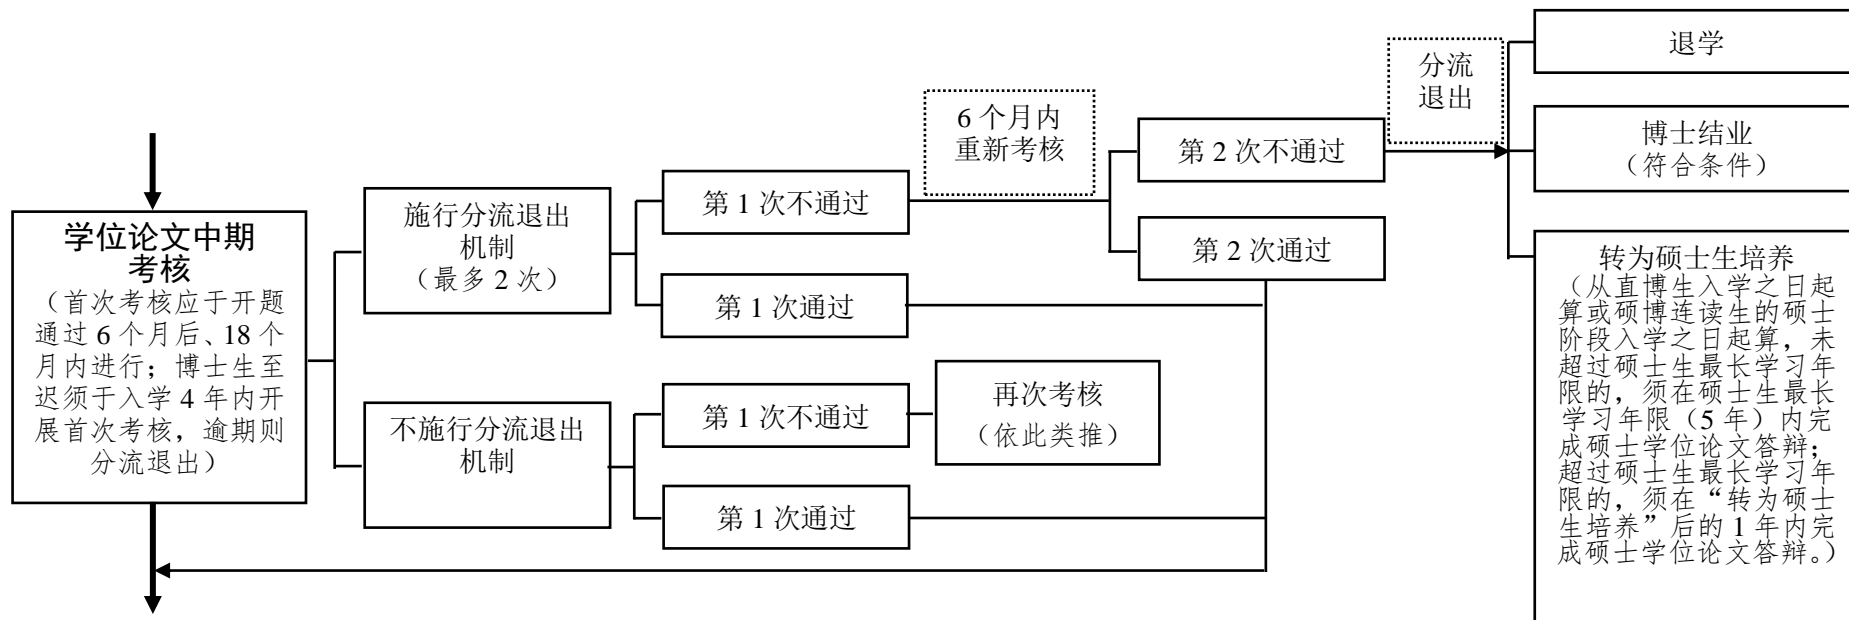 学位论文中期
考核
（首次考核应于开题
通过 6 个月后、18 个
月内进行；博士生至
迟须于入学 4 年内开
展首次考核，逾期则
分流退出）
施行分流退出
机制
（最多 2 次）
不施行分流退出
机制
第 1 次不通过
第 1 次通过
第 1 次不通过
第 1 次通过
6 个月内
重新考核
再次考核
（依此类推）
第 2 次不通过
第 2 次通过
分流
退出
退学
博士结业
（符合条件）
转为硕士生培养
（从直博生入学之日起
算或硕博连读生的硕士
阶段入学之日起算，未
超过硕士生最长学习年
限的，须在硕士生最长
学习年限（5 年）内完
成硕士学位论文答辩；
超过硕士生最长学习年
限的，须在“转为硕士
生培养”后的 1 年内完
成硕士学位论文答辩。）